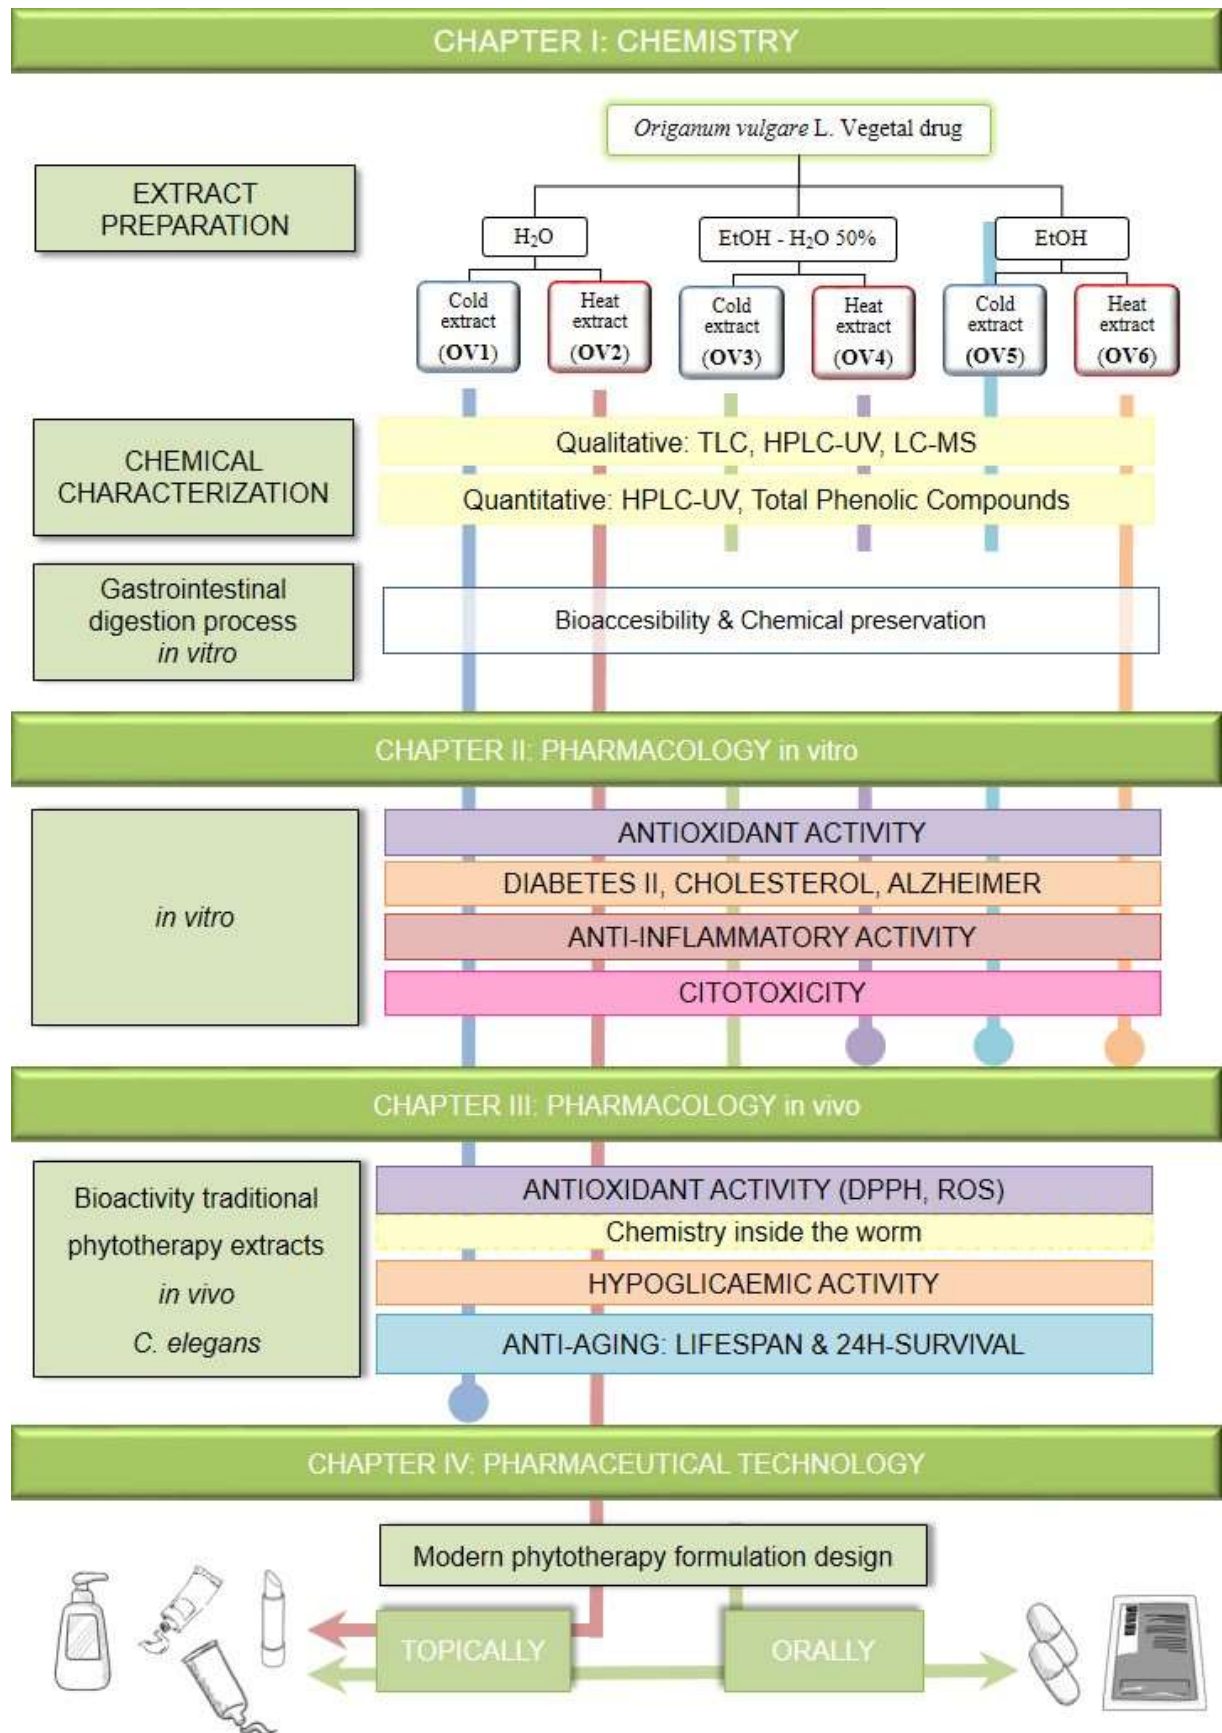 CHAPTER I: CHEMISTRY
Origanum vulgare L. Vegetal drug
EXTRACT
PREPARATION
H₂O
EtOH - H₂O 50%
EtOH
Cold
extract
(OV1)
Heat
extract
(OV2)
Cold
extract
(OV3)
Heat
extract
(OV4)
Cold
extract
(OV5)
Heat
extract
(OV6)
CHEMICAL
CHARACTERIZATION
Qualitative: TLC, HPLC-UV, LC-MS
Quantitative: HPLC-UV, Total Phenolic Compounds
Gastrointestinal
digestion process
in vitro
Bioaccesibility & Chemical preservation
CHAPTER II: PHARMACOLOGY in vitro
in vitro
ANTIOXIDANT ACTIVITY
DIABETES II, CHOLESTEROL, ALZHEIMER
ANTI-INFLAMMATORY ACTIVITY
CITOTOXICITY
CHAPTER III: PHARMACOLOGY in vivo
Bioactivity traditional
phytotherapy extracts
in vivo
C. elegans
ANTIOXIDANT ACTIVITY (DPPH, ROS)
Chemistry inside the worm
HYPOGLICAEMIC ACTIVITY
ANTI-AGING: LIFESPAN & 24H-SURVIVAL
CHAPTER IV: PHARMACEUTICAL TECHNOLOGY
Modern phytotherapy formulation design
TOPICALLY
ORALLY